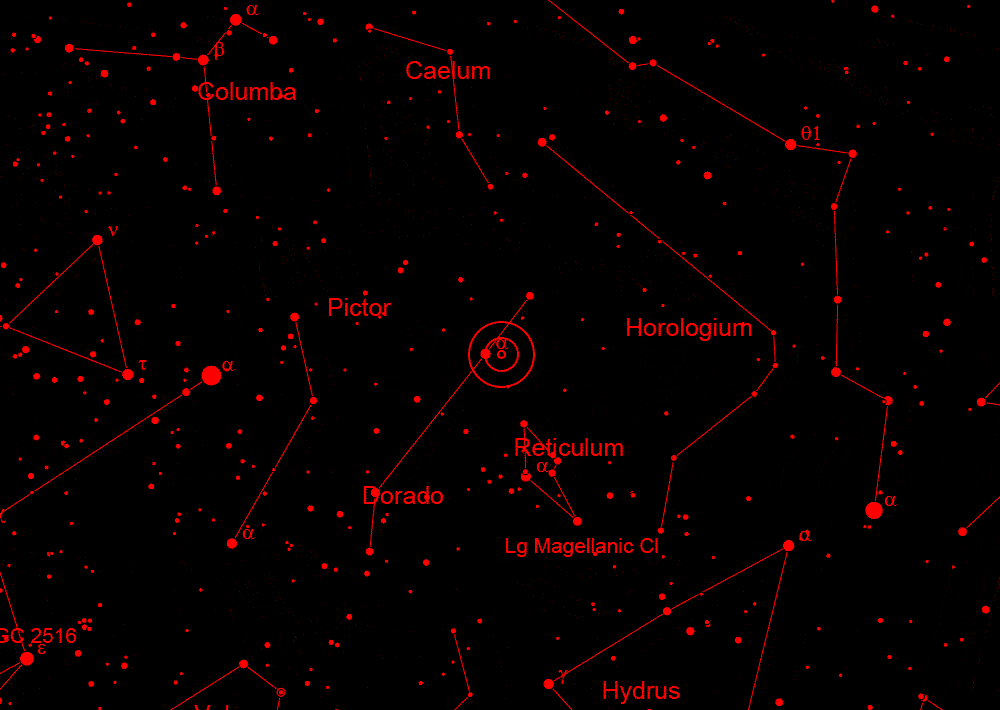 α
β
Caelum
Columba
θ1
ν
Pictor
Horologium
α
τ
α
Reticulum
α
Dorado
α
α
α
Lg Magellanic Cl
GC 2516
ε
γ
Hydrus